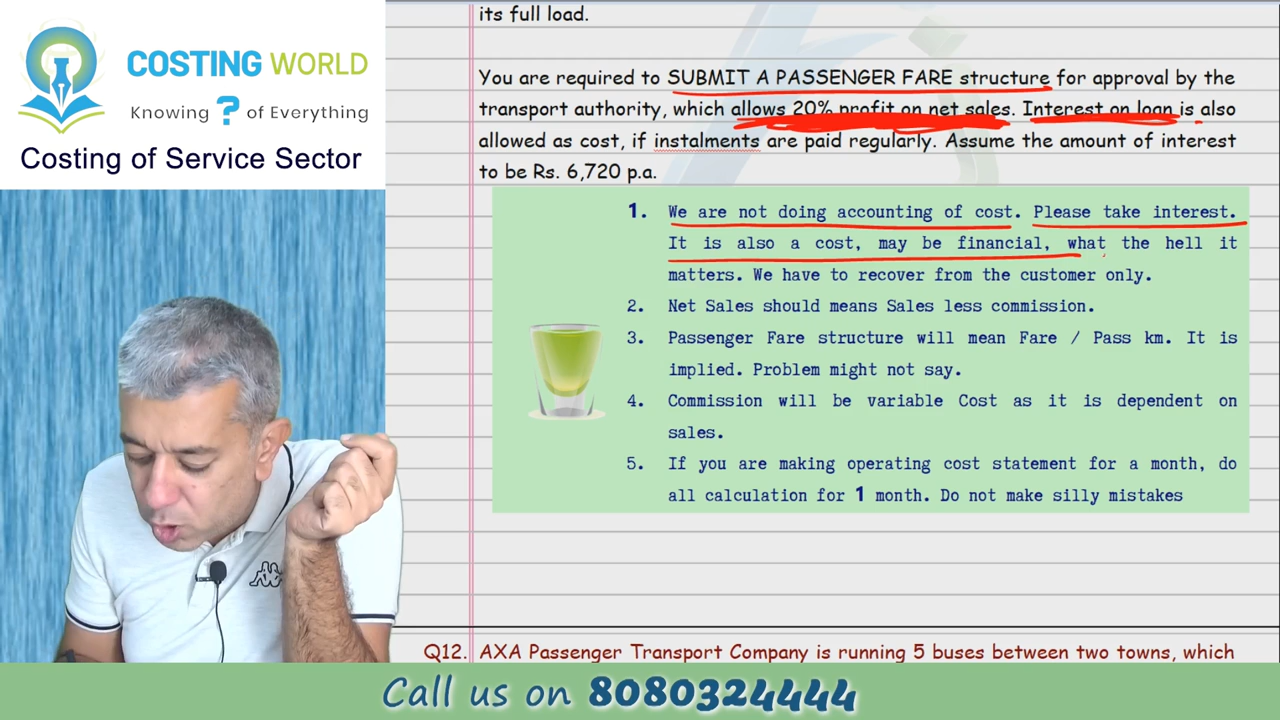 COSTING WORLD
Knowing ? of Everything
Costing of Service Sector
its full load.
You are required to SUBMIT A PASSENGER FARE structure for approval by the
transport authority, which allows 20% profit on net sales. Interest on loan is also
allowed as cost, if instalments are paid regularly. Assume the amount of interest
to be Rs. 6,720 p.a.
1. We are not doing accounting of cost. Please take interest.
It is also a cost, may be financial, what the hell it
matters. We have to recover from the customer only.
2. Net Sales should means Sales less commission.
3. Passenger Fare structure will mean Fare / Pass km. It is
implied. Problem might not say.
4. Commission will be variable Cost as it is dependent on
sales.
5. If you are making operating cost statement for a month, do
all calculation for 1 month. Do not make silly mistakes
Q12. AXA Passenger Transport Company is running 5 buses between two towns, which
Call us on 8080324444